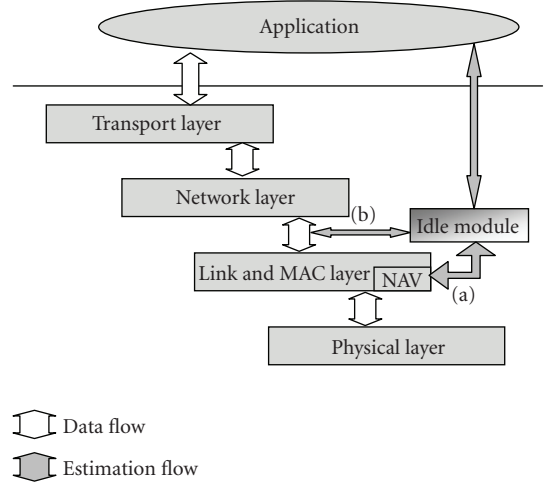 Application
Transport layer
Network layer
(b)
Idle module
Link and MAC layer
NAV
(a)
Physical layer
Data flow
Estimation flow